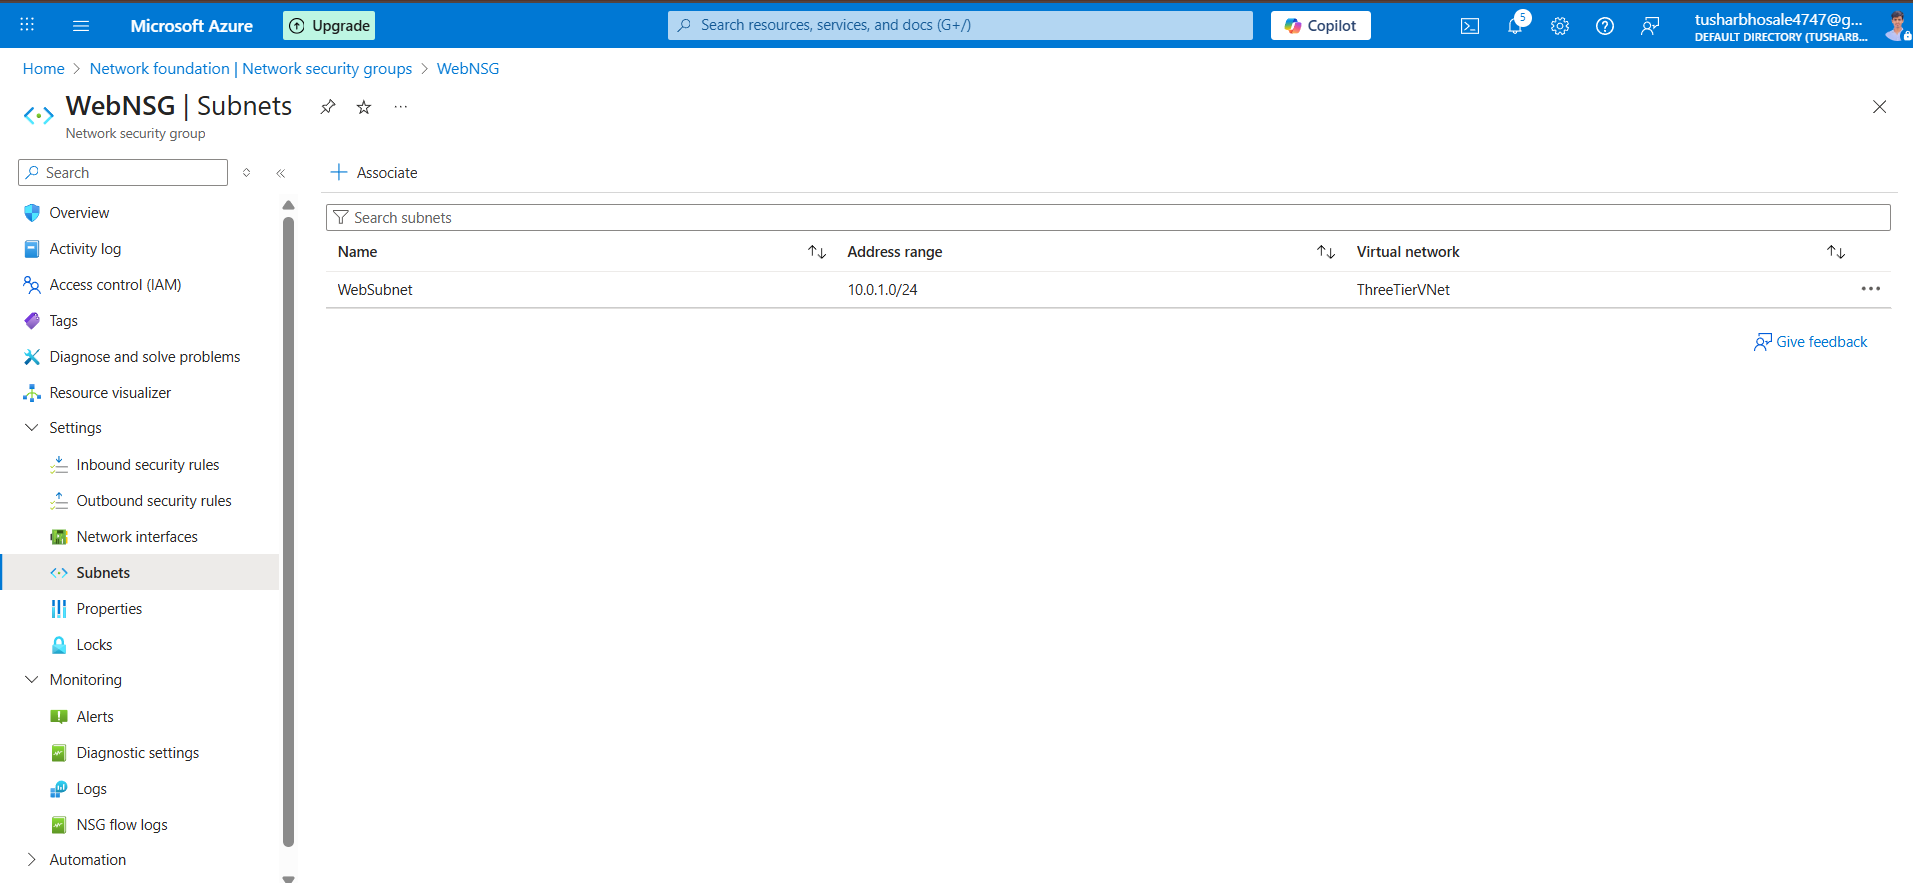 Microsoft Azure
Upgrade
Search resources, services, and docs (G+/)
Copilot
5
tusharbhosale4747@g...
DEFAULT DIRECTORY (TUSHARB...
Home > Network foundation | Network security groups > WebNSG
WebNSG | Subnets
Network security group
Search
Overview
Activity log
Access control (IAM)
Tags
Diagnose and solve problems
Resource visualizer
Settings
Inbound security rules
Outbound security rules
Network interfaces
Subnets
Properties
Locks
Monitoring
Alerts
Diagnostic settings
Logs
NSG flow logs
Automation
Associate
Search subnets
Name Address range Virtual network
WebSubnet 10.0.1.0/24 ThreeTierVNet
Give feedback